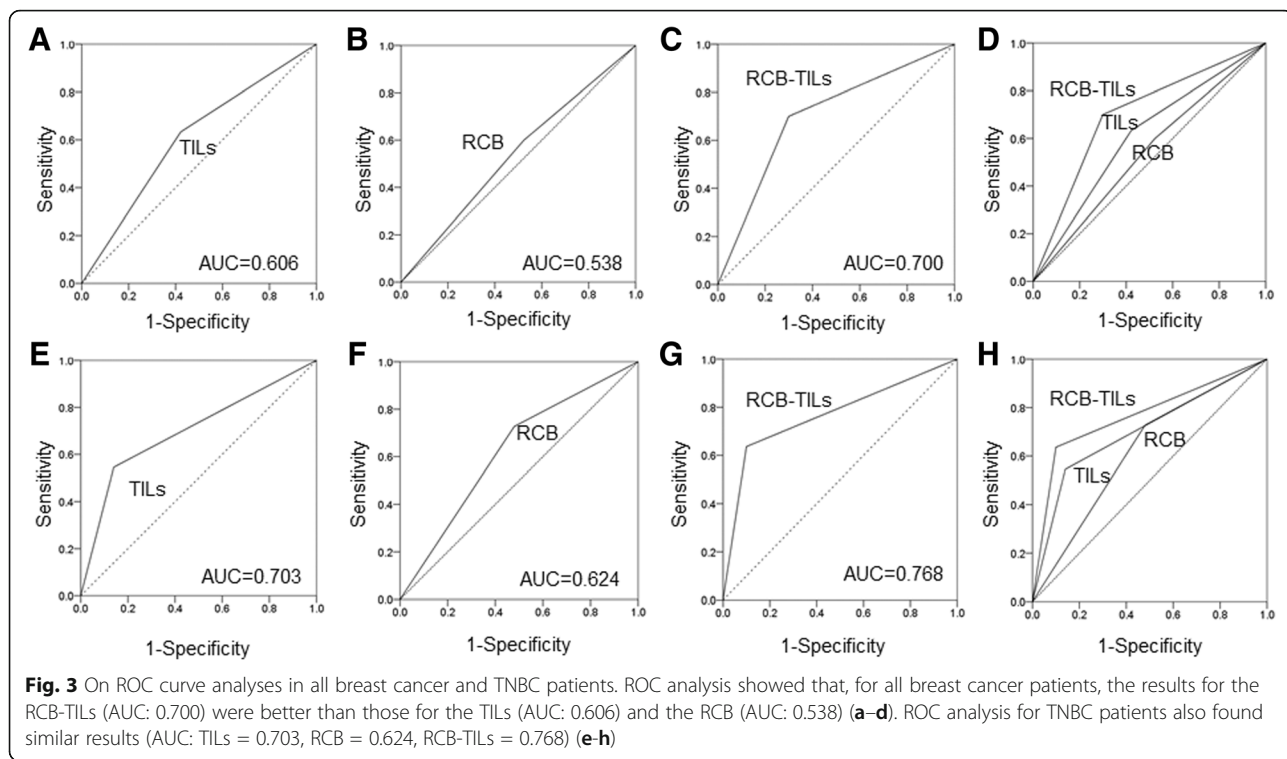 A
B
C
D
1.0
0.8
0.6
0.4
0.2
0.0
Sensitivity
TILs
AUC=0.606
0.0 0.2 0.4 0.6 0.8 1.0
1-Specificity
1.0
0.8
0.6
0.4
0.2
0.0
Sensitivity
RCB
AUC=0.538
0.0 0.2 0.4 0.6 0.8 1.0
1-Specificity
1.0
0.8
0.6
0.4
0.2
0.0
Sensitivity
RCB-TILs
AUC=0.700
0.0 0.2 0.4 0.6 0.8 1.0
1-Specificity
1.0
0.8
0.6
0.4
0.2
0.0
Sensitivity
RCB-TILs
TILs
RCB
0.0 0.2 0.4 0.6 0.8 1.0
1-Specificity
E
F
G
H
1.0
0.8
0.6
0.4
0.2
0.0
Sensitivity
TILs
AUC=0.703
0.0 0.2 0.4 0.6 0.8 1.0
1-Specificity
1.0
0.8
0.6
0.4
0.2
0.0
Sensitivity
RCB
AUC=0.624
0.0 0.2 0.4 0.6 0.8 1.0
1-Specificity
1.0
0.8
0.6
0.4
0.2
0.0
Sensitivity
RCB-TILs
AUC=0.768
0.0 0.2 0.4 0.6 0.8 1.0
1-Specificity
1.0
0.8
0.6
0.4
0.2
0.0
Sensitivity
RCB-TILs
RCB
TILs
0.0 0.2 0.4 0.6 0.8 1.0
1-Specificity
Fig. 3 On ROC curve analyses in all breast cancer and TNBC patients. ROC analysis showed that, for all breast cancer patients, the results for the
RCB-TILs (AUC: 0.700) were better than those for the TILs (AUC: 0.606) and the RCB (AUC: 0.538) (a–d). ROC analysis for TNBC patients also found
similar results (AUC: TILs = 0.703, RCB = 0.624, RCB-TILs = 0.768) (e-h)